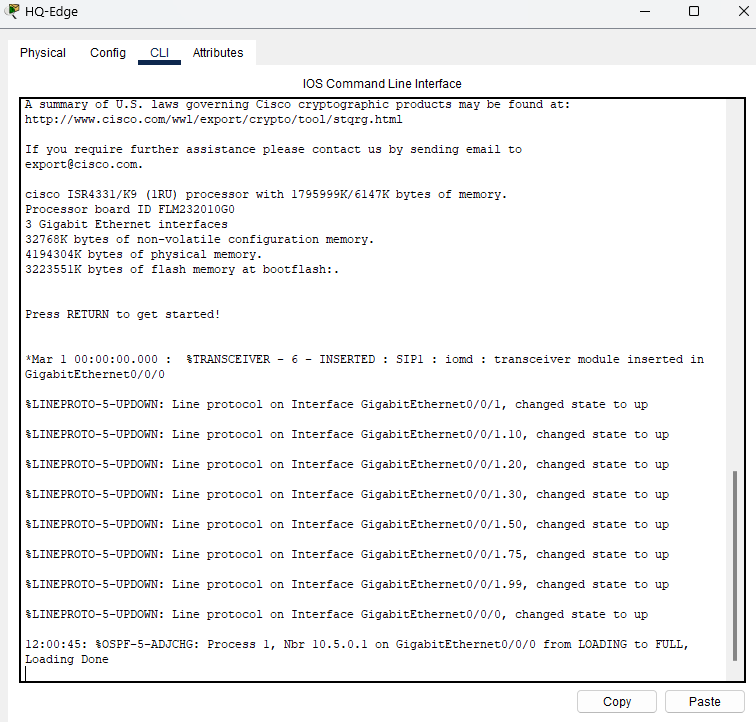 HQ-Edge
Physical Config CLI Attributes
IOS Command Line Interface
A summary of U.S. laws governing Cisco cryptographic products may be found at:
http://www.cisco.com/wwl/export/crypto/tool/stqrg.html
If you require further assistance please contact us by sending email to
export@cisco.com.
cisco ISR4331/K9 (1RU) processor with 1795999K/6147K bytes of memory.
Processor board ID FLM232010G0
3 Gigabit Ethernet interfaces
32768K bytes of non-volatile configuration memory.
4194304K bytes of physical memory.
3223551K bytes of flash memory at bootflash:.
Press RETURN to get started!
*Mar 1 00:00:00.000 :  %TRANSCEIVER - 6 - INSERTED : SIP1 : iomd : transceiver module inserted in
GigabitEthernet0/0/0
%LINEPROTO-5-UPDOWN: Line protocol on Interface GigabitEthernet0/0/1, changed state to up
%LINEPROTO-5-UPDOWN: Line protocol on Interface GigabitEthernet0/0/1.10, changed state to up
%LINEPROTO-5-UPDOWN: Line protocol on Interface GigabitEthernet0/0/1.20, changed state to up
%LINEPROTO-5-UPDOWN: Line protocol on Interface GigabitEthernet0/0/1.30, changed state to up
%LINEPROTO-5-UPDOWN: Line protocol on Interface GigabitEthernet0/0/1.50, changed state to up
%LINEPROTO-5-UPDOWN: Line protocol on Interface GigabitEthernet0/0/1.75, changed state to up
%LINEPROTO-5-UPDOWN: Line protocol on Interface GigabitEthernet0/0/1.99, changed state to up
%LINEPROTO-5-UPDOWN: Line protocol on Interface GigabitEthernet0/0/0, changed state to up
12:00:45: %OSPF-5-ADJCHG: Process 1, Nbr 10.5.0.1 on GigabitEthernet0/0/0 from LOADING to FULL,
Loading Done
Copy Paste